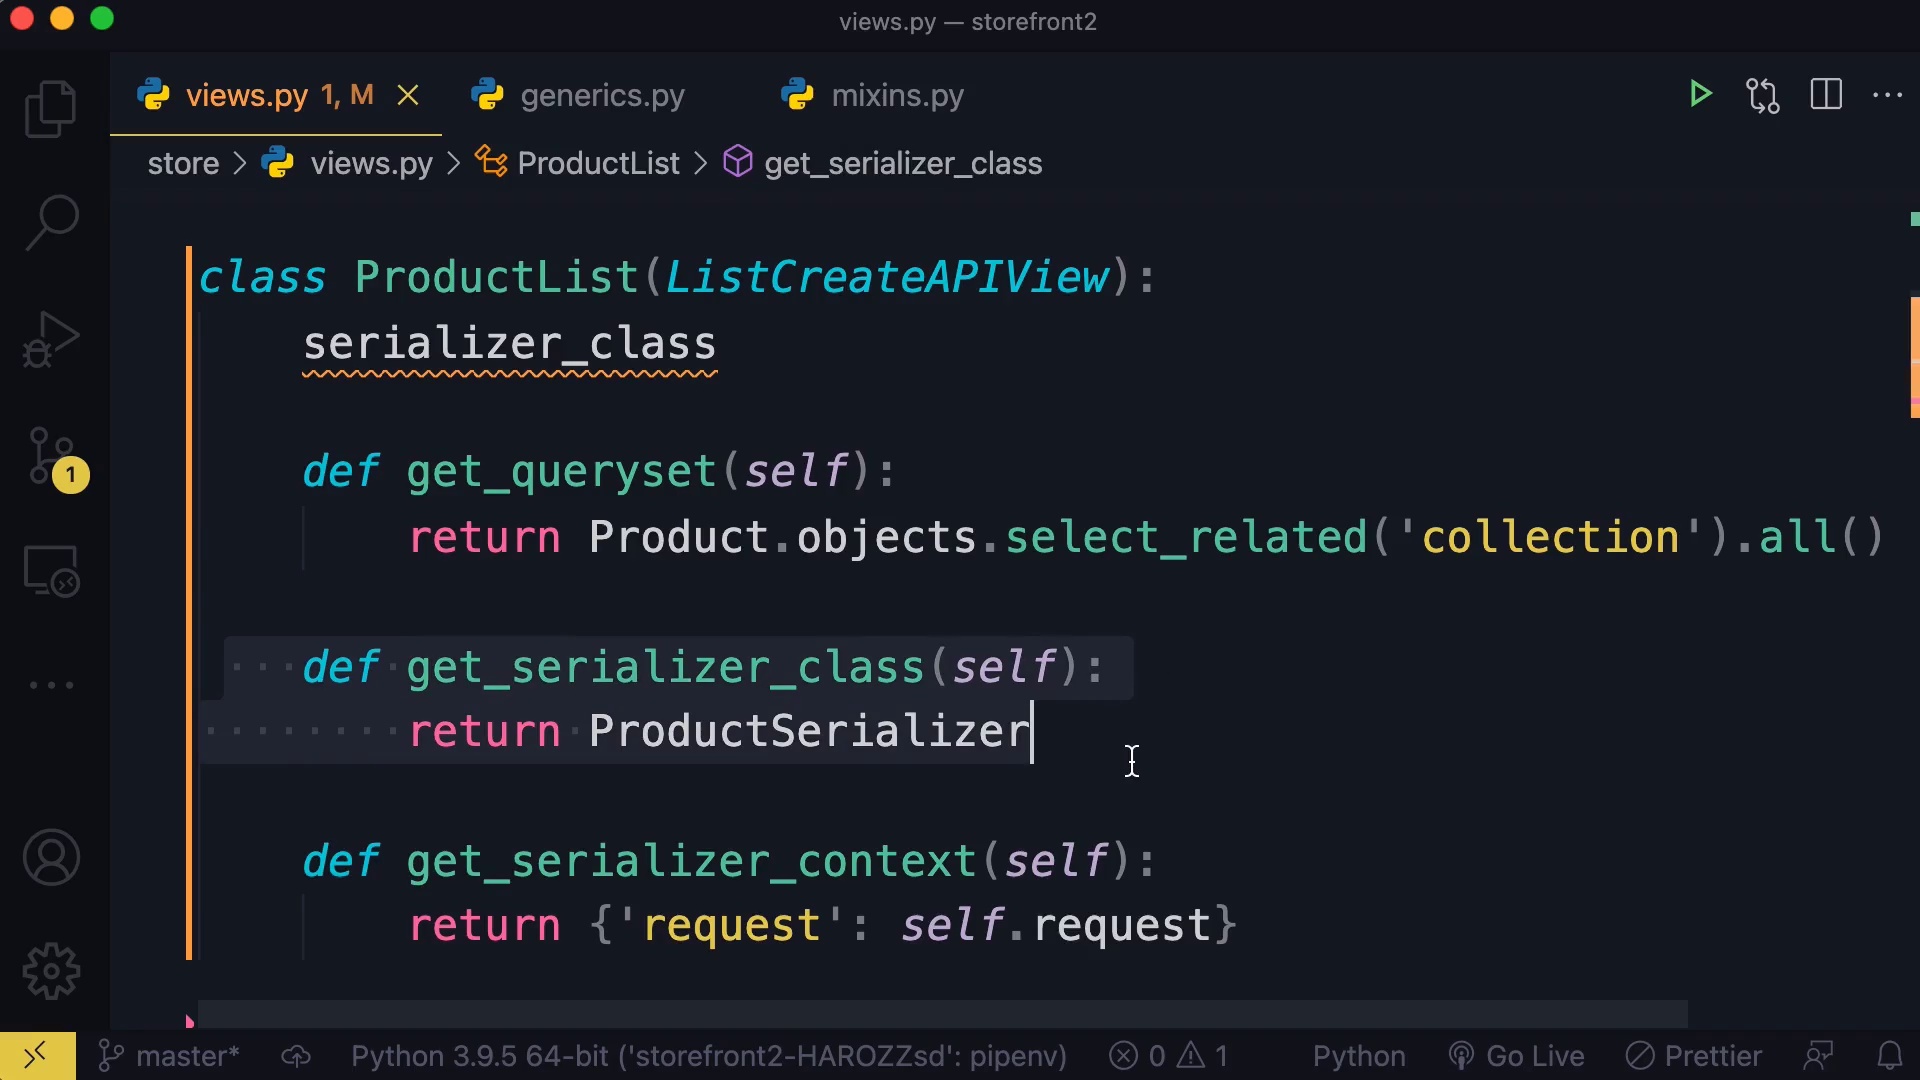 views.py — storefront2
views.py 1, M
generics.py
mixins.py
store > views.py > ProductList > get_serializer_class
class ProductList(ListCreateAPIView):
serializer_class
def get_queryset(self):
return Product.objects.select_related('collection').all()
def get_serializer_class(self):
return ProductSerializer
def get_serializer_context(self):
return {'request': self.request}
1
master* Python 3.9.5 64-bit ('storefront2-HAROZZsd': pipenv) 0 1 Python Go Live Prettier